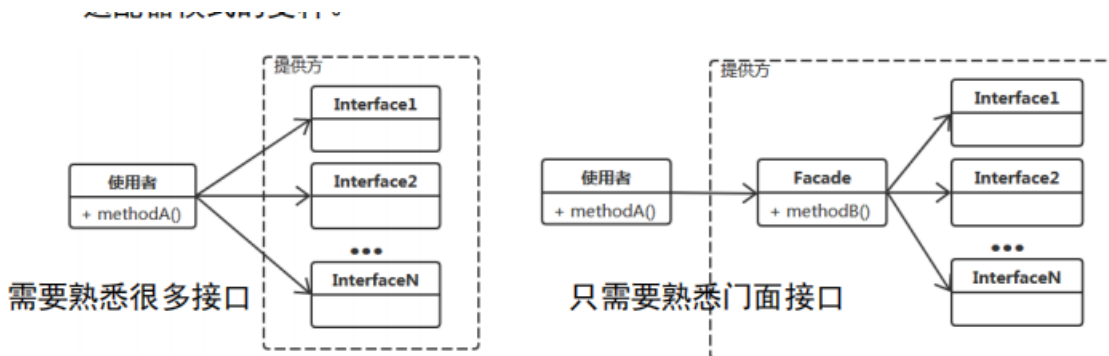 提供方
Interface1
使用者
+ methodA()
Interface2
•••
InterfaceN
需要熟悉很多接口
提供方
Interface1
使用者
+ methodA()
Facade
+ methodB()
Interface2
•••
InterfaceN
只需要熟悉门面接口